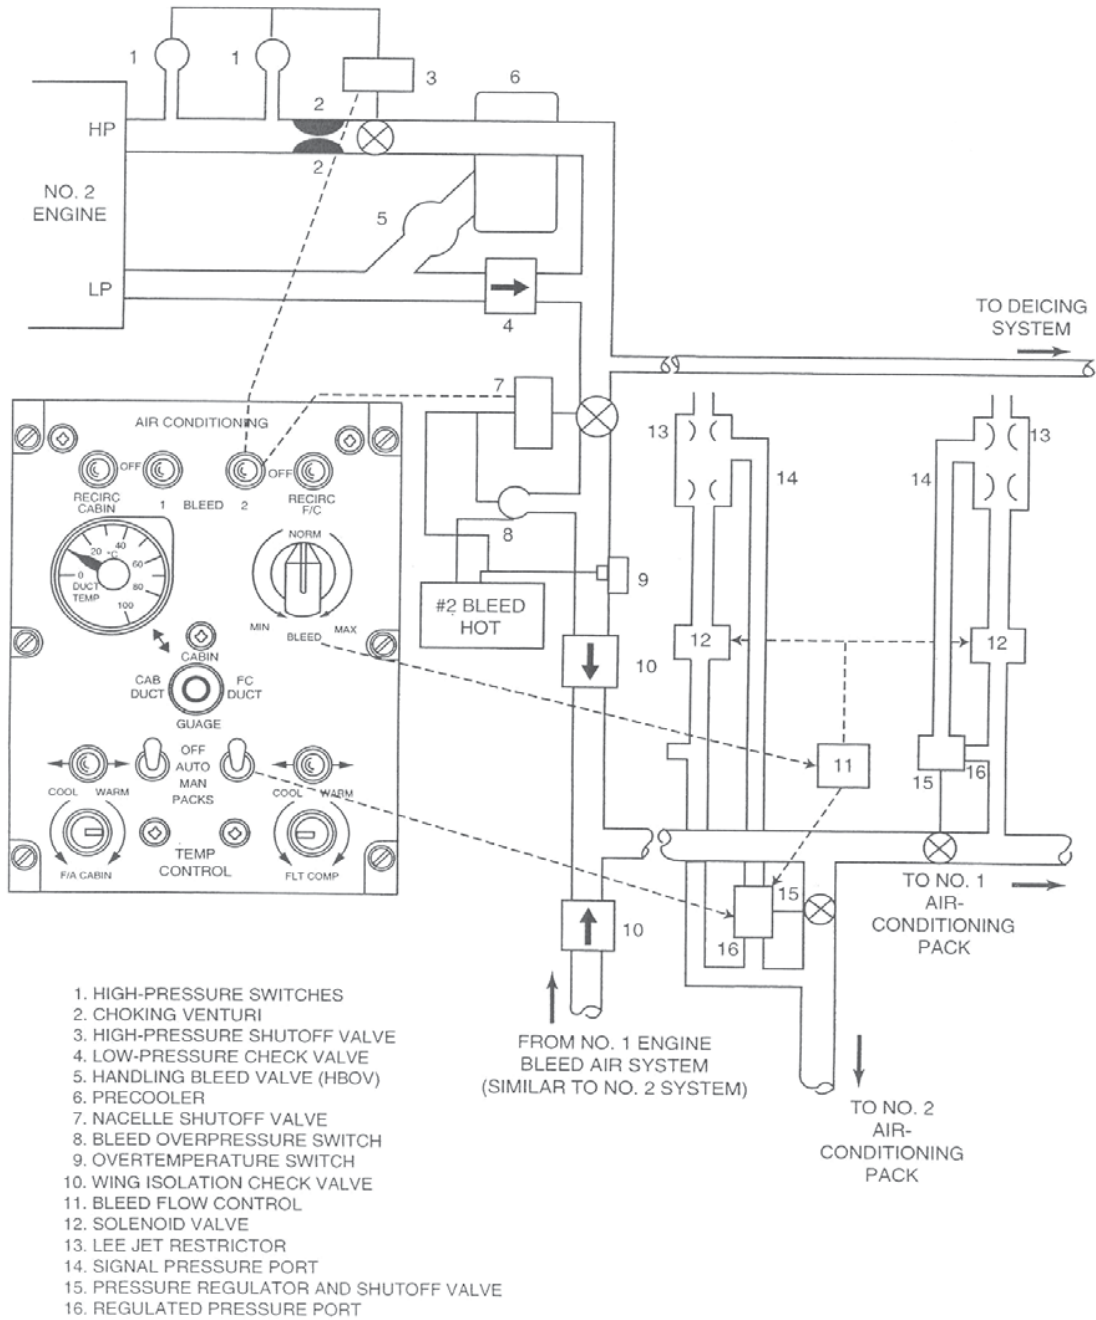 1
1
3
6
2
HP
2
NO. 2
ENGINE
5
LP
4
TO DEICING
SYSTEM
7
AIR CONDITIONING
OFF
OFF
RECIRC
CABIN
1 BLEED 2
RECIRC
F/C
13
14
14
13
8
NORM
0 20 40 60 80 100
°C
DUCT
TEMP
#2 BLEED
HOT
9
MIN
BLEED
MAX
12
12
10
CABIN
CAB
DUCT
FC
DUCT
GUAGE
OFF
AUTO
MAN
PACKS
11
15
16
COOL WARM
COOL WARM
TEMP
CONTROL
F/A CABIN
FLT COMP
15
16
10
TO NO. 1
AIR-
CONDITIONING
PACK
FROM NO. 1 ENGINE
BLEED AIR SYSTEM
(SIMILAR TO NO. 2 SYSTEM)
TO NO. 2
AIR-
CONDITIONING
PACK
1. HIGH-PRESSURE SWITCHES
2. CHOKING VENTURI
3. HIGH-PRESSURE SHUTOFF VALVE
4. LOW-PRESSURE CHECK VALVE
5. HANDLING BLEED VALVE (HBOV)
6. PRECOOLER
7. NACELLE SHUTOFF VALVE
8. BLEED OVERPRESSURE SWITCH
9. OVERTEMPERATURE SWITCH
10. WING ISOLATION CHECK VALVE
11. BLEED FLOW CONTROL
12. SOLENOID VALVE
13. LEE JET RESTRICTOR
14. SIGNAL PRESSURE PORT
15. PRESSURE REGULATOR AND SHUTOFF VALVE
16. REGULATED PRESSURE PORT